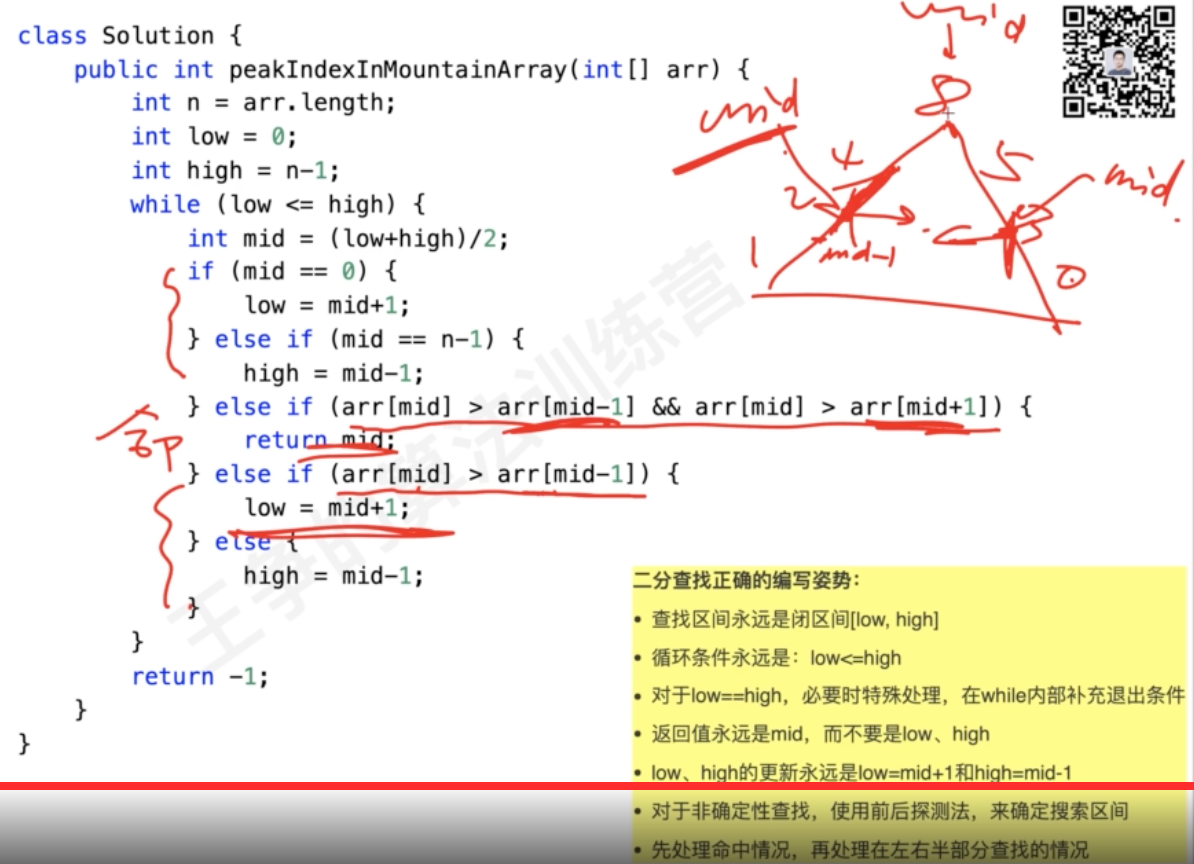 class Solution {
public int peakIndexInMountainArray(int[] arr) {
int n = arr.length;
int low = 0;
int high = n-1;
while (low <= high) {
int mid = (low+high)/2;
if (mid == 0) {
low = mid+1;
} else if (mid == n-1) {
high = mid-1;
} else if (arr[mid] > arr[mid-1] && arr[mid] > arr[mid+1]) {
return mid;
} else if (arr[mid] > arr[mid-1]) {
low = mid+1;
} else {
high = mid-1;
}
}
return -1;
}
}
mid
mid
8
4
5
mid
2
3
1
mid-1
0
命中
王争的算法训练营
二分查找正确的编写姿势:
• 查找区间永远是闭区间[low, high]
• 循环条件永远是:low<=high
• 对于low==high,必要时特殊处理,在while内部补充退出条件
• 返回值永远是mid,而不要是low、high
• low、high的更新永远是low=mid+1和high=mid-1
• 对于非确定性查找,使用前后探测法,来确定搜索区间
• 先处理命中情况,再处理在左右半部分查找的情况